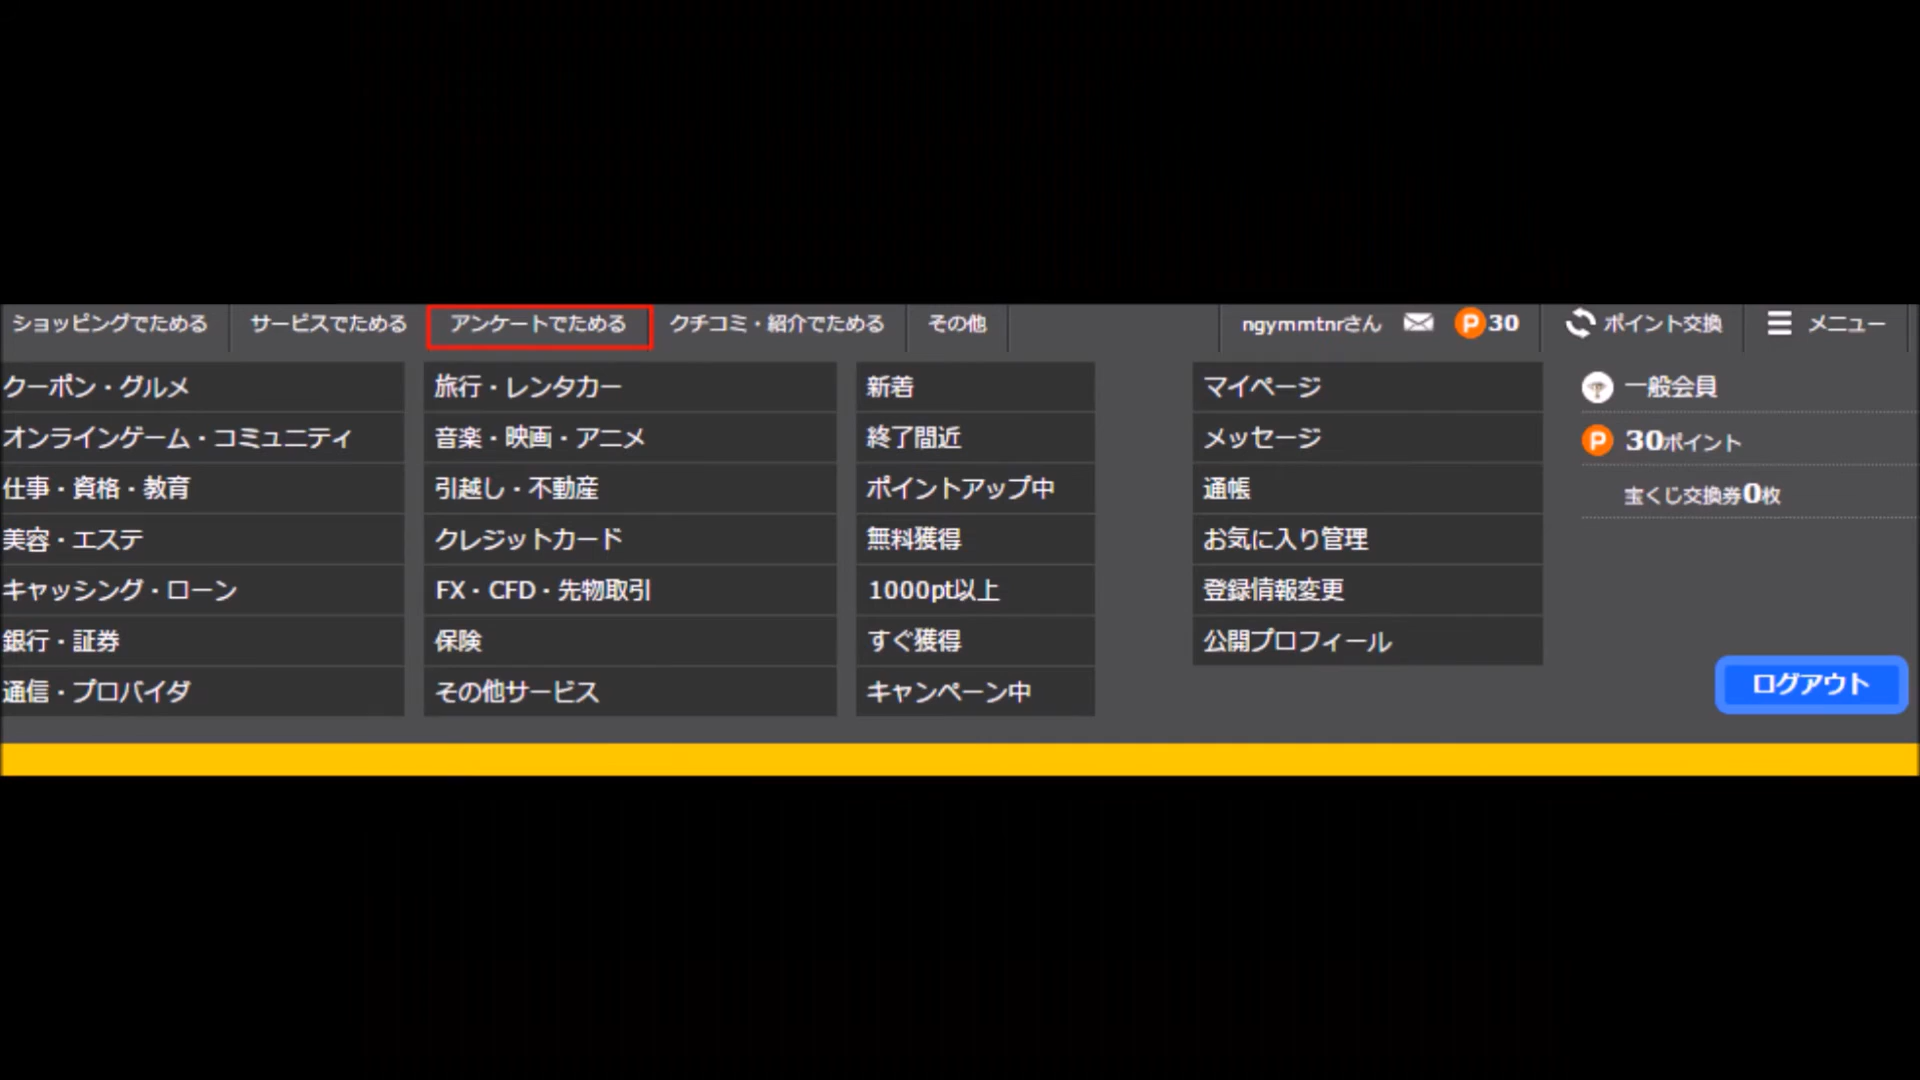 ショッピングでためる サービスでためる アンケートでためる クチコミ・紹介でためる その他 ngymmtnrさん P30 ポイント交換 メニュー
クーポン・グルメ
オンラインゲーム・コミュニティ
仕事・資格・教育
美容・エステ
キャッシング・ローン
銀行・証券
通信・プロバイダ
旅行・レンタカー
音楽・映画・アニメ
引越し・不動産
クレジットカード
FX・CFD・先物取引
保険
その他サービス
新着
終了間近
ポイントアップ中
無料獲得
1000pt以上
すぐ獲得
キャンペーン中
マイページ
メッセージ
通帳
お気に入り管理
登録情報変更
公開プロフィール
一般会員
P 30ポイント
宝くじ交換券0枚
ログアウト